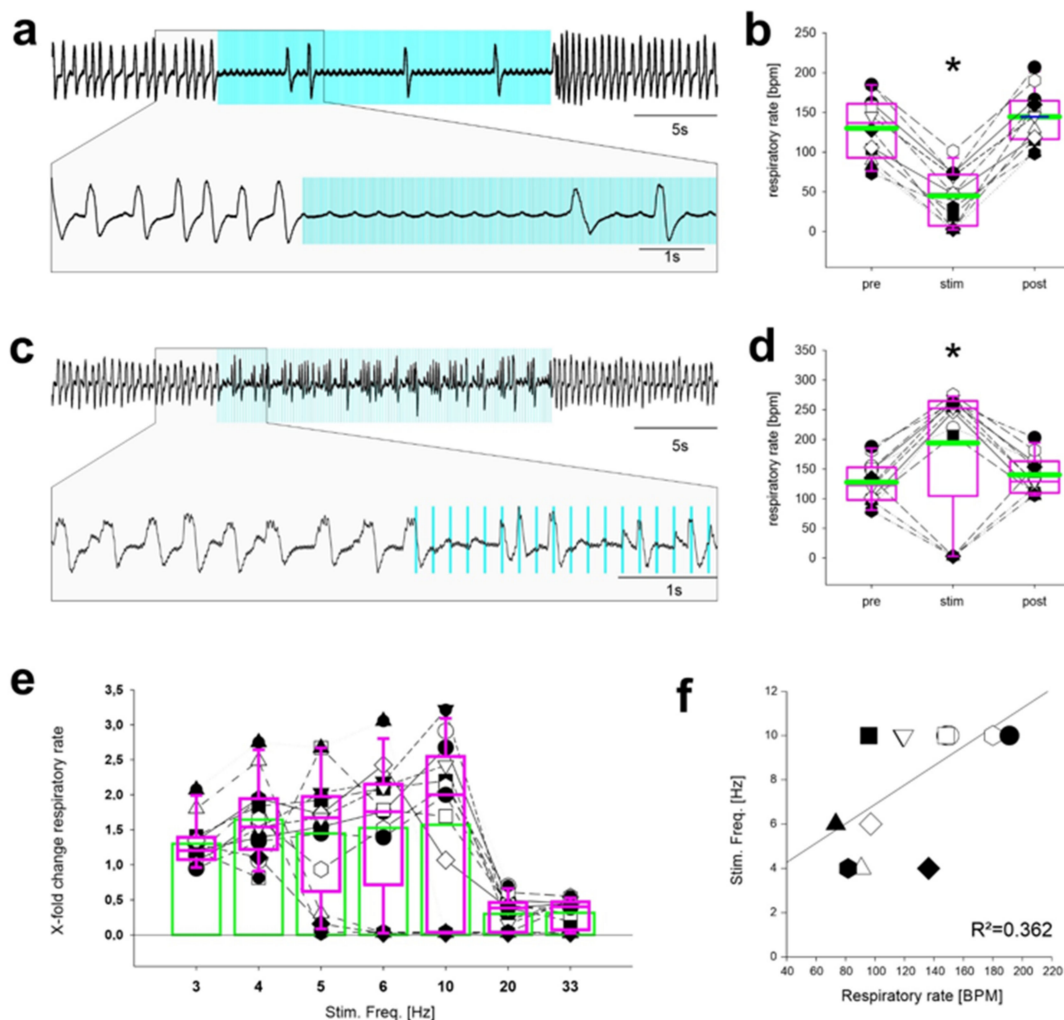 a
5s
1s
b
respiratory rate [bpm]
250
200
150
100
50
0
*
pre stim post
c
5s
1s
d
respiratory rate [bpm]
350
300
250
200
150
100
50
0
*
pre stim post
e
X-fold change respiratory rate
3,5
3,0
2,5
2,0
1,5
1,0
0,5
0,0
3 4 5 6 10 20 33
Stim. Freq. [Hz]
f
Stim. Freq. [Hz]
12
10
8
6
4
2
0
R²=0.362
40 60 80 100 120 140 160 180 200 220
Respiratory rate [BPM]